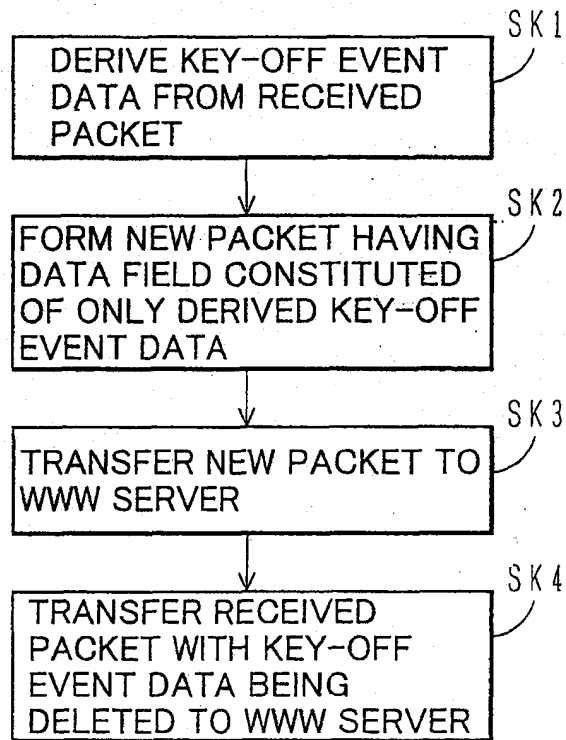 SK1
DERIVE KEY-OFF EVENT
DATA FROM RECEIVED
PACKET
SK2
FORM NEW PACKET HAVING
DATA FIELD CONSTITUTED
OF ONLY DERIVED KEY-OFF
EVENT DATA
SK3
TRANSFER NEW PACKET TO
WWW SERVER
SK4
TRANSFER RECEIVED
PACKET WITH KEY-OFF
EVENT DATA BEING
DELETED TO WWW SERVER